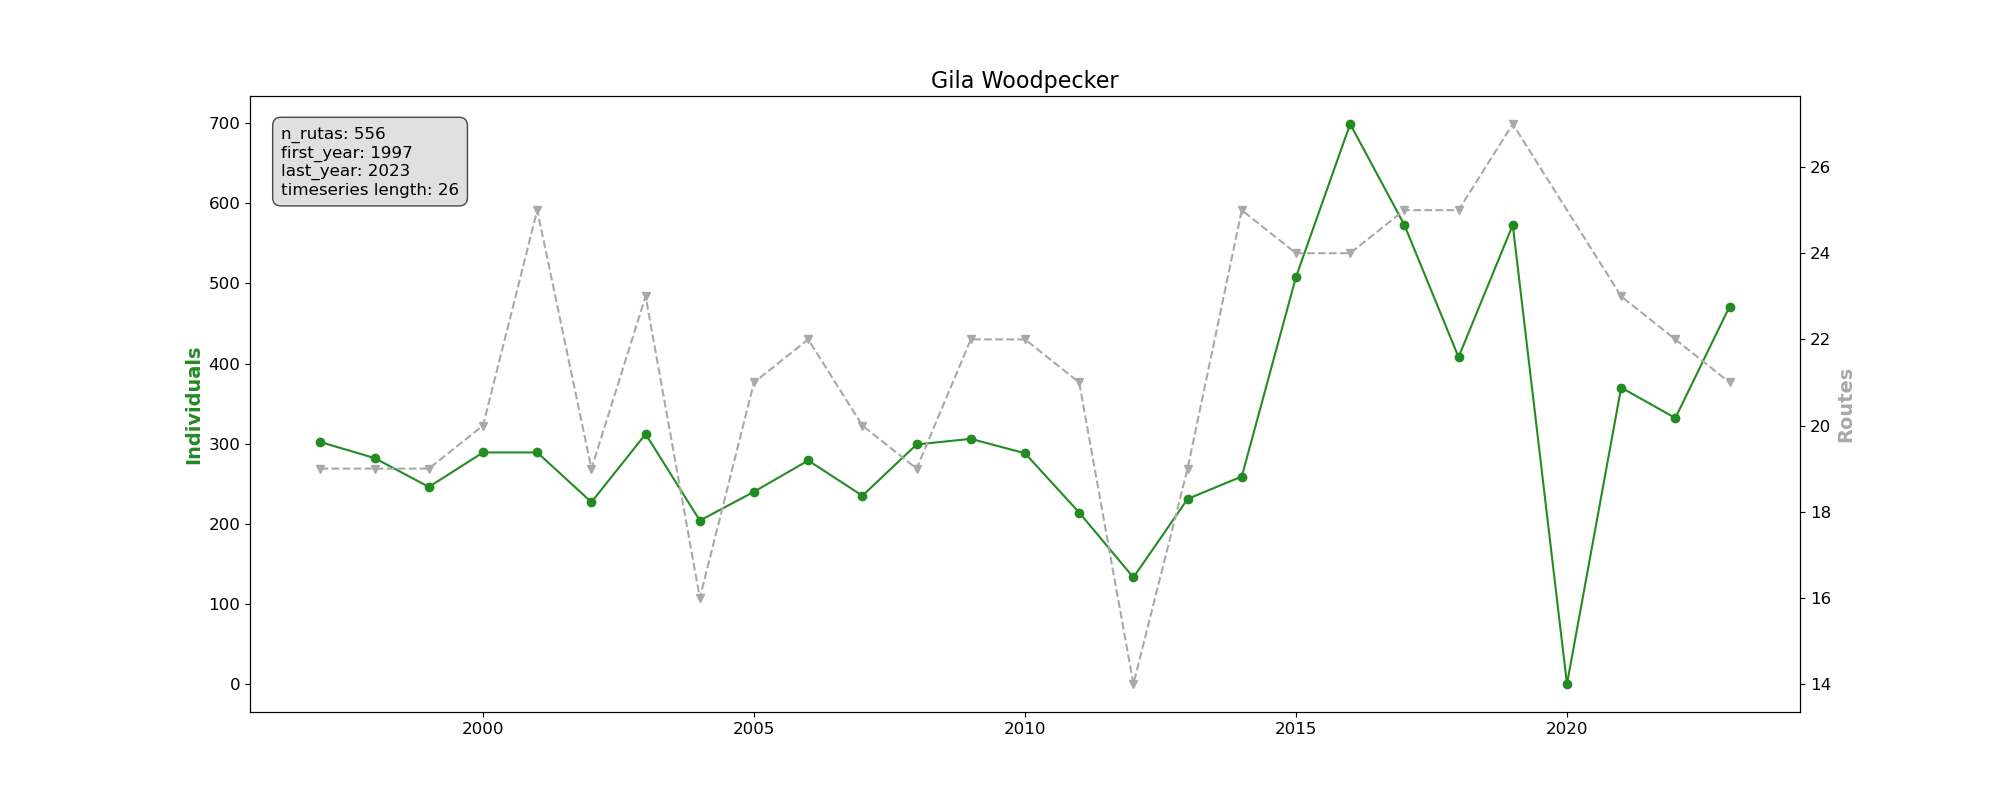 Gila Woodpecker
n_rutas: 556
first_year: 1997
last_year: 2023
timeseries length: 26
Individuals
700
600
500
400
300
200
100
0
26
24
22
20
18
16
14
Routes
2000 2005 2010 2015 2020